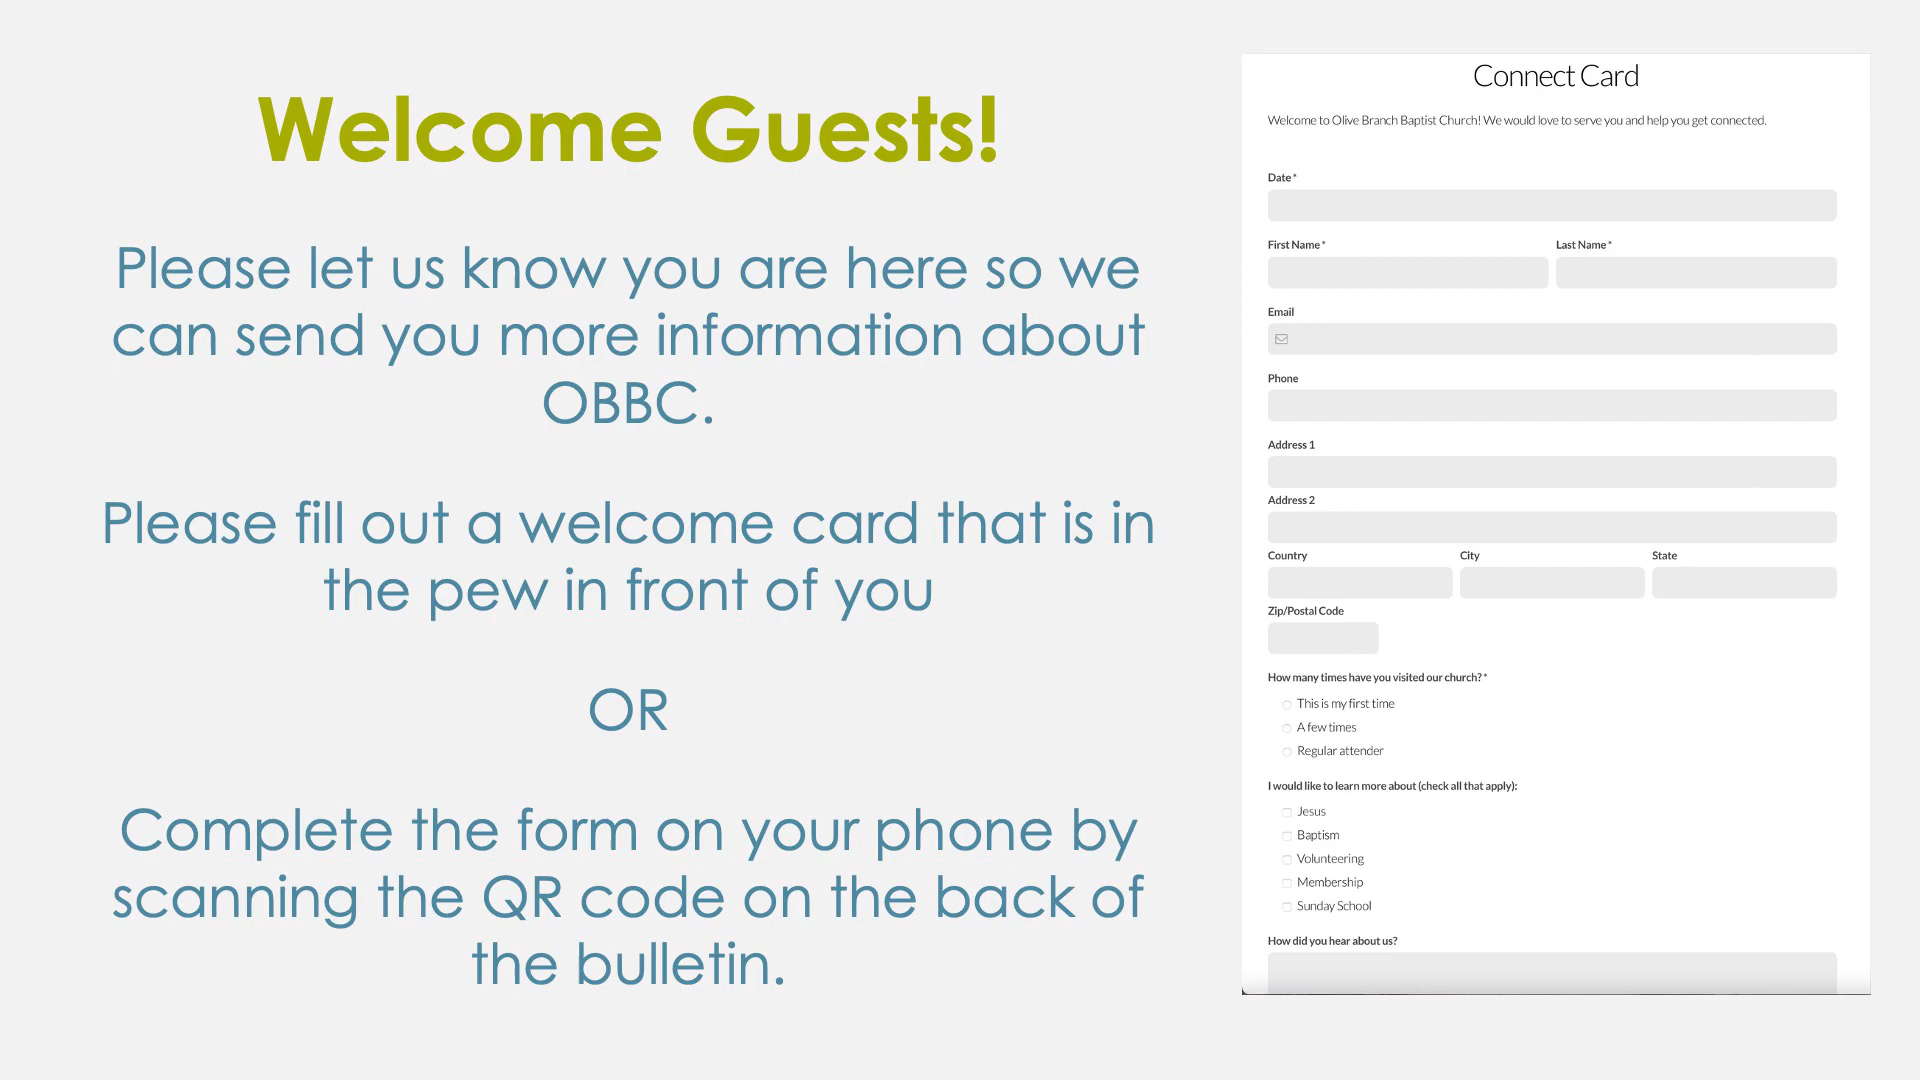 Welcome Guests!
Please let us know you are here so we
can send you more information about
OBBC.
Please fill out a welcome card that is in
the pew in front of you
OR
Complete the form on your phone by
scanning the QR code on the back of
the bulletin.
Connect Card
Welcome to Olive Branch Baptist Church! We would love to serve you and help you get connected.
Date *
First Name * Last Name *
Email
Phone
Address 1
Address 2
Country City State
Zip/Postal Code
How many times have you visited our church? *
This is my first time
A few times
Regular attender
I would like to learn more about (check all that apply):
Jesus
Baptism
Volunteering
Membership
Sunday School
How did you hear about us?